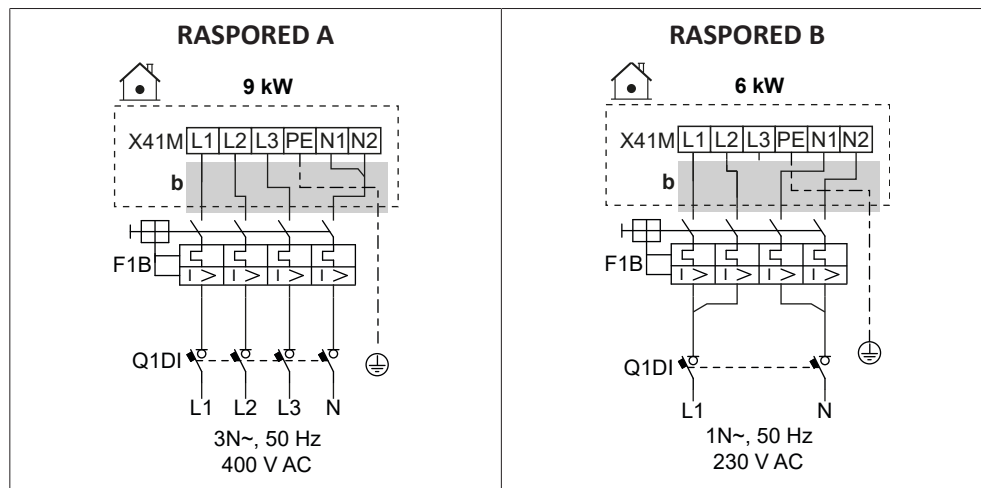 RASPORED A
9 kW
X41M L1 L2 L3 PE N1 N2
b
F1B
I > I > I > I >
Q1DI
L1 L2 L3 N
3N~, 50 Hz
400 V AC
RASPORED B
6 kW
X41M L1 L2 L3 PE N1 N2
b
F1B
I > I > I > I >
Q1DI
L1 N
1N~, 50 Hz
230 V AC